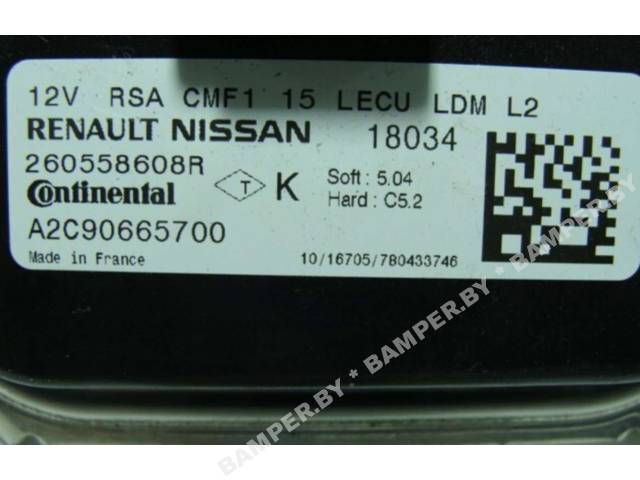 12V RSA CMF1 15 LECU LDM L2
RENAULT NISSAN 18034
260558608R
Continental T K Soft : 5.04
Hard : C5.2
A2C90665700
Made in France 10/16705/780433746
BAMPER.BY * BAMPER.BY * BAMPER.BY